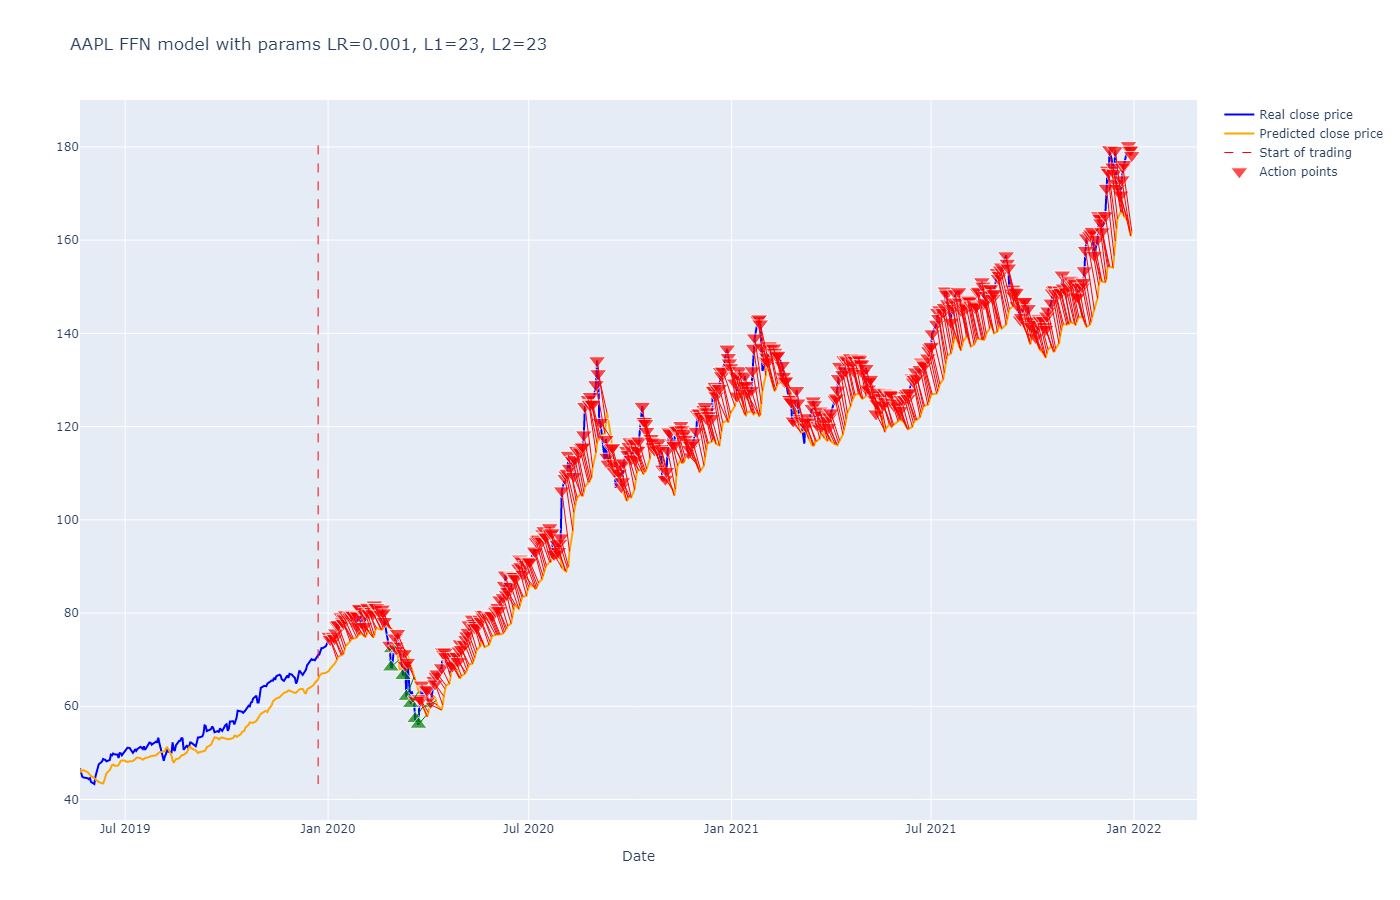 AAPL FFN model with params LR=0.001, L1=23, L2=23
Real close price
Predicted close price
Start of trading
Action points
180
160
140
120
100
80
60
40
Jul 2019
Jan 2020
Jul 2020
Jan 2021
Jul 2021
Jan 2022
Date